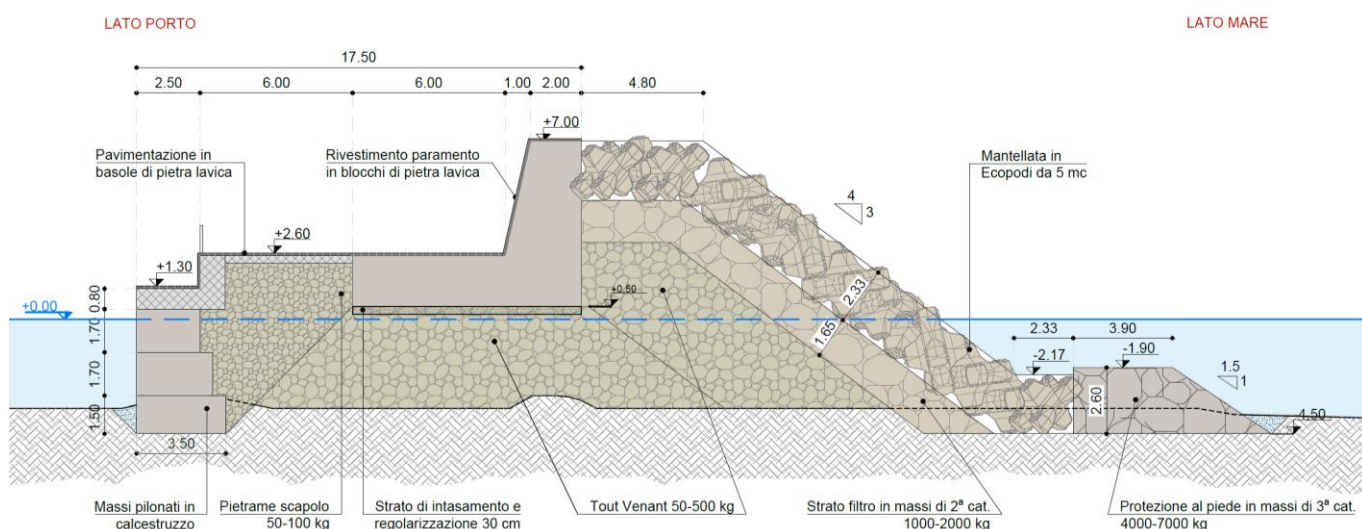 LATO PORTO
LATO MARE
17.50
2.50
6.00
6.00
1.00
2.00
4.80
+7.00
Pavimentazione in
basole di pietra lavica
Rivestimento paramento
in blocchi di pietra lavica
Mantellata in
Ecopodi da 5 mc
4
3
+2.60
+1.30
+0.50
+0.00
0.80
1.70
1.70
1.50
2.33
1.65
2.33
3.90
-2.17
-1.90
1.5
1
2.60
-4.50
3.50
Massi pilonati in
calcestruzzo
Pietrame scapolo
50-100 kg
Strato di intasamento e
regolarizzazione 30 cm
Tout Venant 50-500 kg
Strato filtro in massi di 2ª cat.
1000-2000 kg
Protezione al piede in massi di 3ª cat.
4000-7000 kg